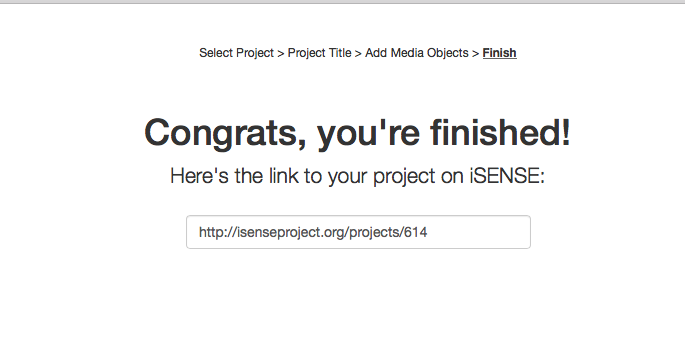 Select Project > Project Title > Add Media Objects > Finish
Congrats, you're finished!
Here's the link to your project on iSENSE:
http://isenseproject.org/projects/614